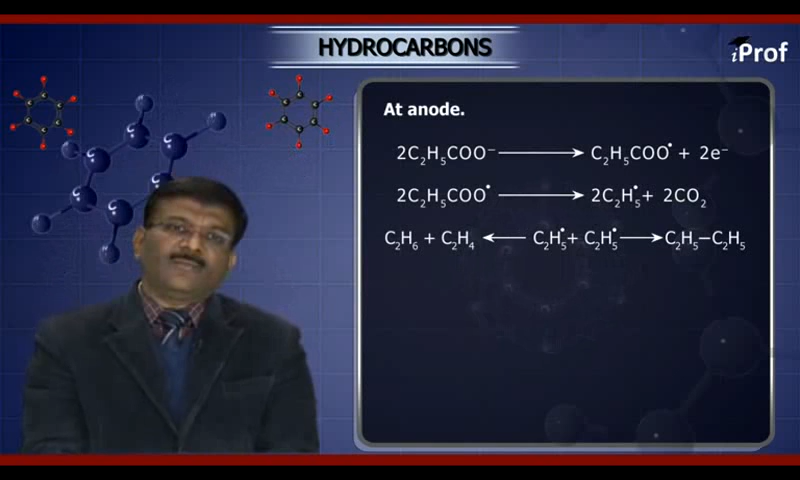 HYDROCARBONS
iProf
At anode.
2C₂H₅COO⁻ ⟶ C₂H₅COO• + 2e⁻
2C₂H₅COO• ⟶ 2C₂H₅• + 2CO₂
C₂H₆ + C₂H₄ ⟵ C₂H₅• + C₂H₅• ⟶ C₂H₅−C₂H₅